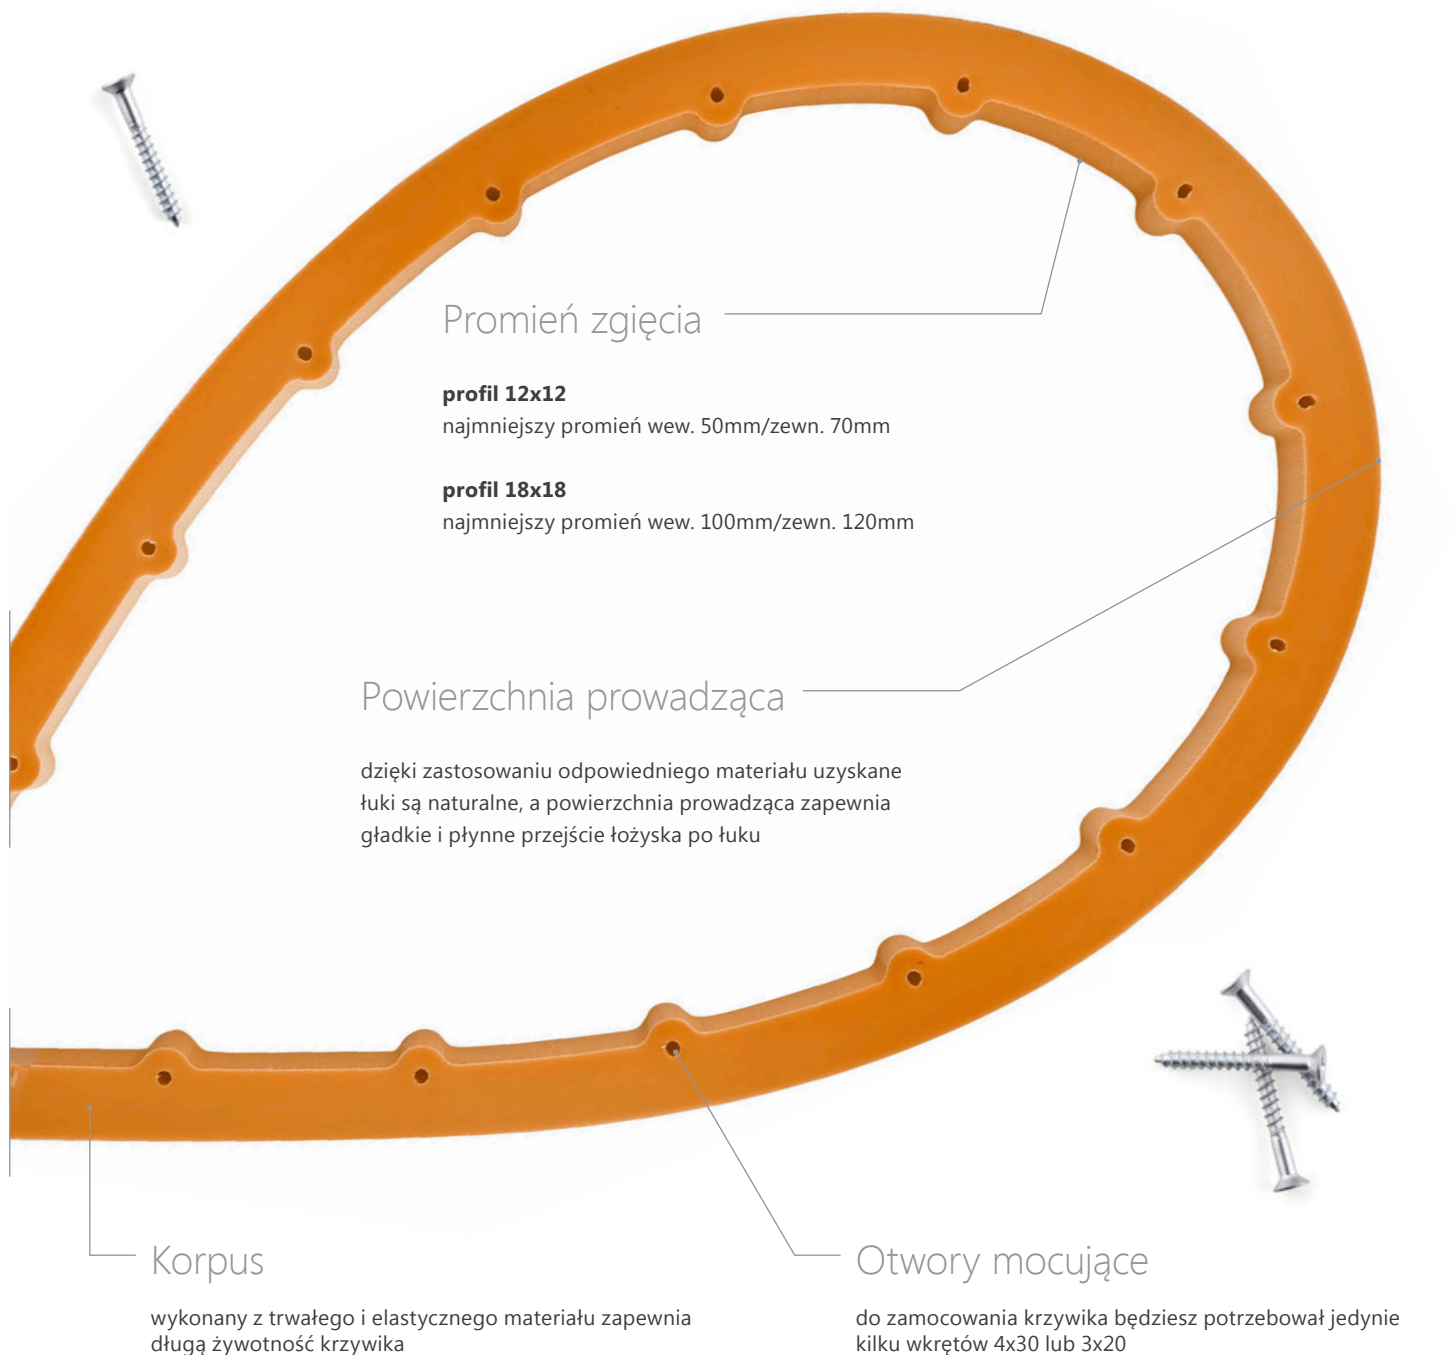 Promień zgięcia
profil 12x12
najmniejszy promień wew. 50mm/zewn. 70mm
profil 18x18
najmniejszy promień wew. 100mm/zewn. 120mm
Powierzchnia prowadząca
dzięki zastosowaniu odpowiedniego materiału uzyskane
łuki są naturalne, a powierzchnia prowadząca zapewnia
gładkie i płynne przejście łożyska po łuku
Korpus
wykonany z trwałego i elastycznego materiału zapewnia
długą żywotność krzywika
Otwory mocujące
do zamocowania krzywika będziesz potrzebował jedynie
kilku wkrętów 4x30 lub 3x20